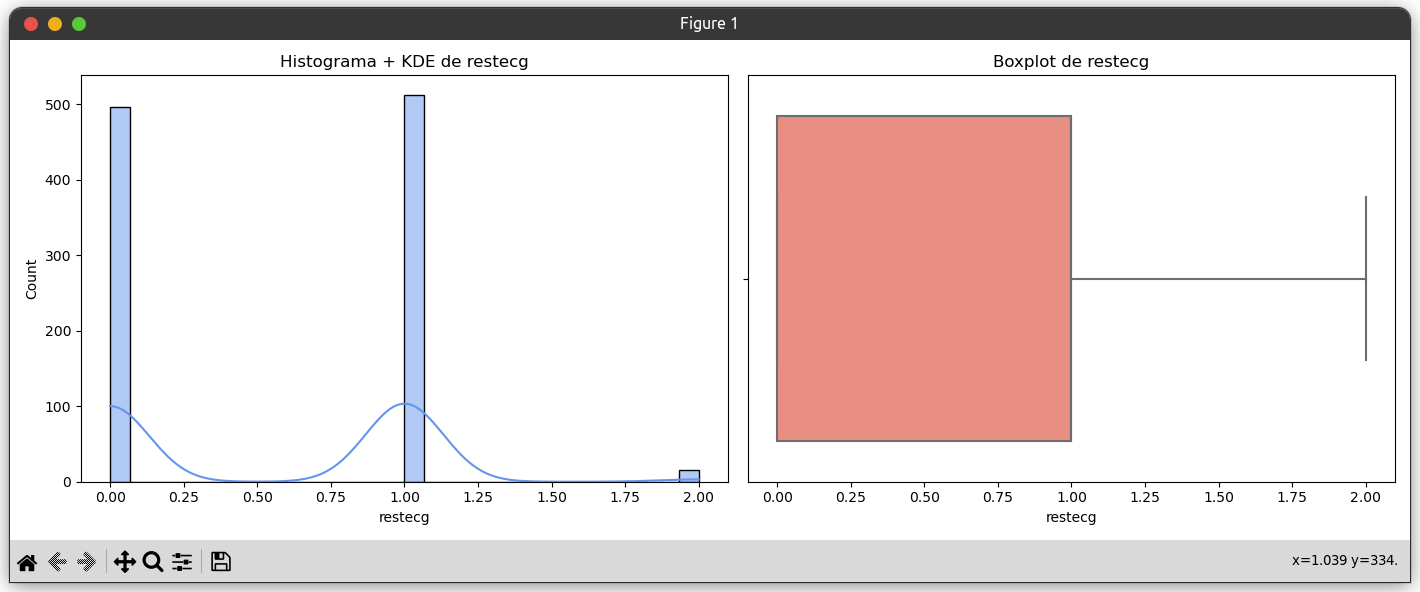 Figure 1
Histograma + KDE de restecg
500
400
300
200
100
0
Count
0.00 0.25 0.50 0.75 1.00 1.25 1.50 1.75 2.00
restecg
Boxplot de restecg
0.00 0.25 0.50 0.75 1.00 1.25 1.50 1.75 2.00
restecg
x=1.039 y=334.